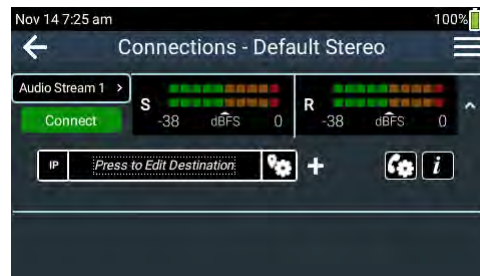 Nov 14 7:25 am 100%
Connections - Default Stereo
Audio Stream 1 >
Connect
S -38 dBFS 0
R -38 dBFS 0
IP Press to Edit Destination + i